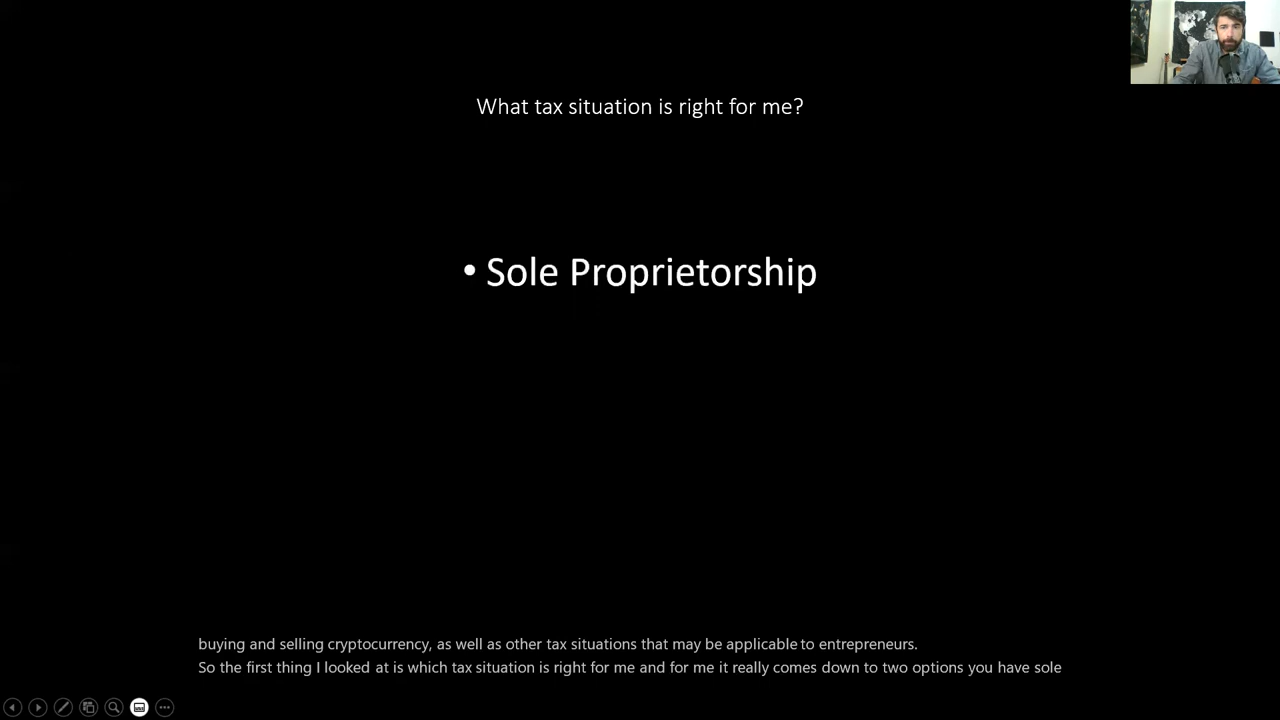 What tax situation is right for me?
• Sole Proprietorship
buying and selling cryptocurrency, as well as other tax situations that may be applicable to entrepreneurs.
So the first thing I looked at is which tax situation is right for me and for me it really comes down to two options you have sole